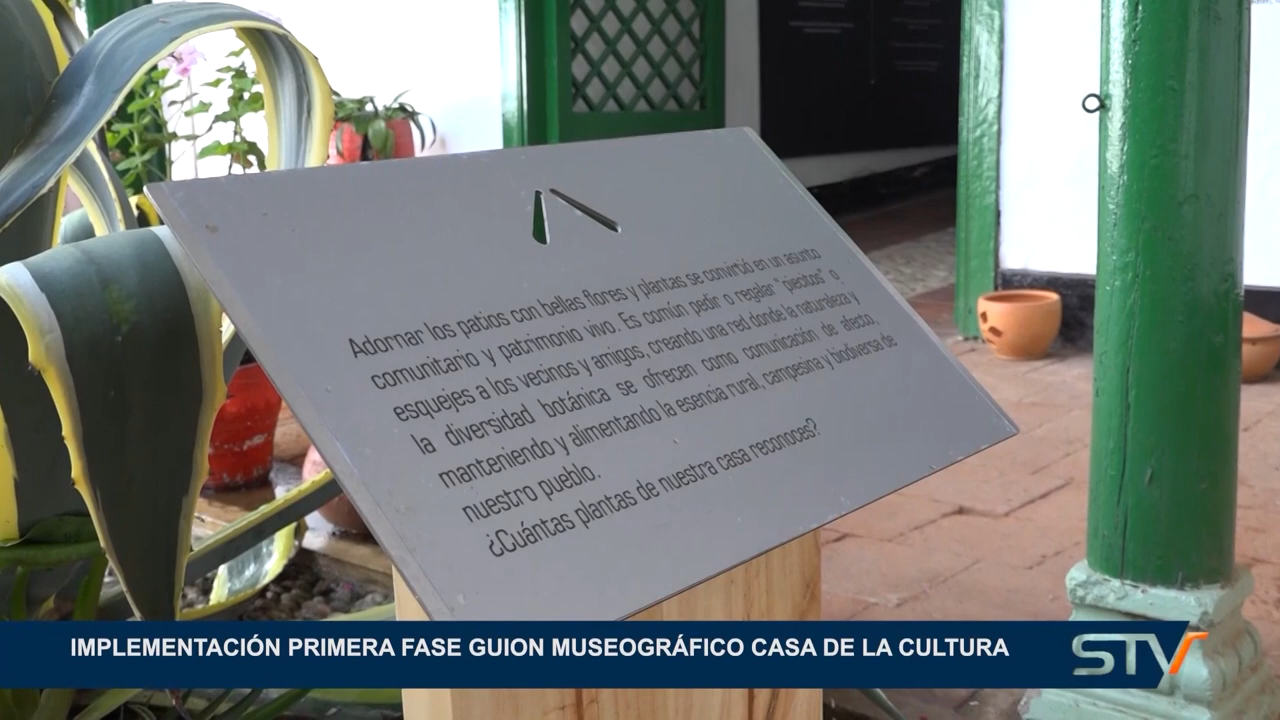 Adornar los patios con bellas flores y plantas se convirtió en un asunto
comunitario y patrimonio vivo. Es común pedir o regalar "piecitos" o
esquejes a los vecinos y amigos, creando una red donde la naturaleza y
la diversidad botánica se ofrecen como comunicación de afecto,
manteniendo y alimentando la esencia rural, campesina y biodiversa de
nuestro pueblo.
¿Cuántas plantas de nuestra casa reconoces?
IMPLEMENTACIÓN PRIMERA FASE GUION MUSEOGRÁFICO CASA DE LA CULTURA
STV